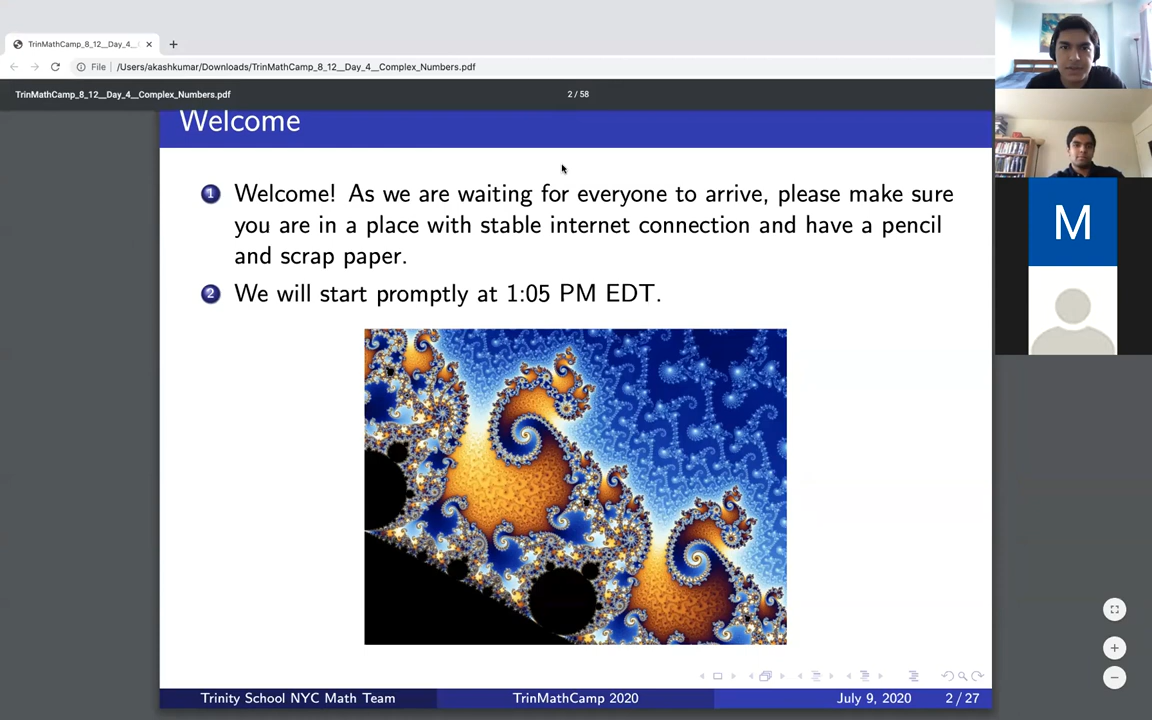 TrinMathCamp_8_12__Day_4_
File /Users/akashkumar/Downloads/TrinMathCamp_8_12__Day_4__Complex_Numbers.pdf
TrinMathCamp_8_12__Day_4__Complex_Numbers.pdf 2 / 58
Welcome
1 Welcome! As we are waiting for everyone to arrive, please make sure
you are in a place with stable internet connection and have a pencil
and scrap paper.
2 We will start promptly at 1:05 PM EDT.
M
Trinity School NYC Math Team TrinMathCamp 2020 July 9, 2020 2 / 27